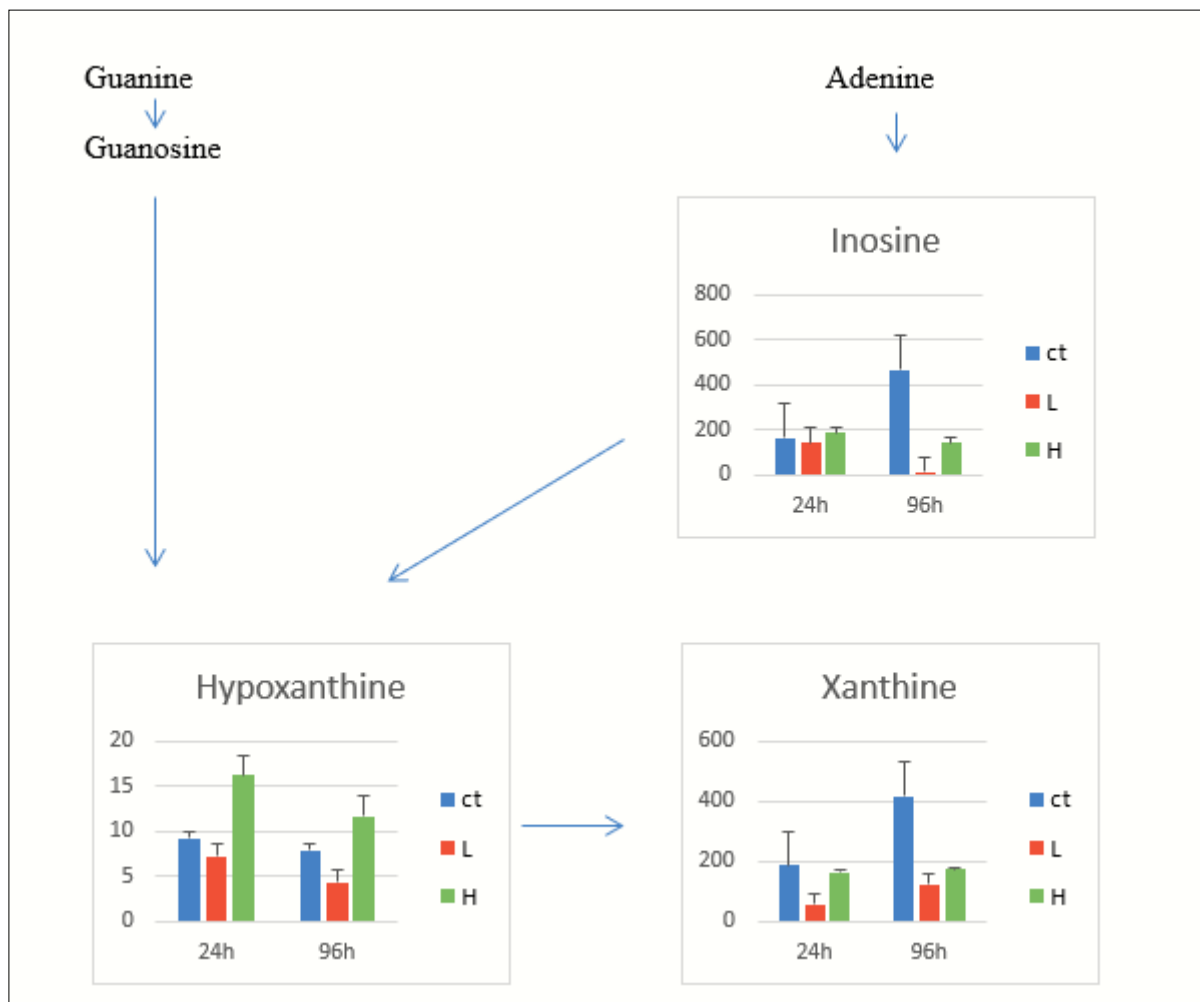 Guanine
Adenine
Guanosine
Inosine
800
600
400
200
0
ct
L
H
24h
96h
Hypoxanthine
20
15
10
5
0
ct
L
H
24h
96h
Xanthine
600
400
200
0
ct
L
H
24h
96h